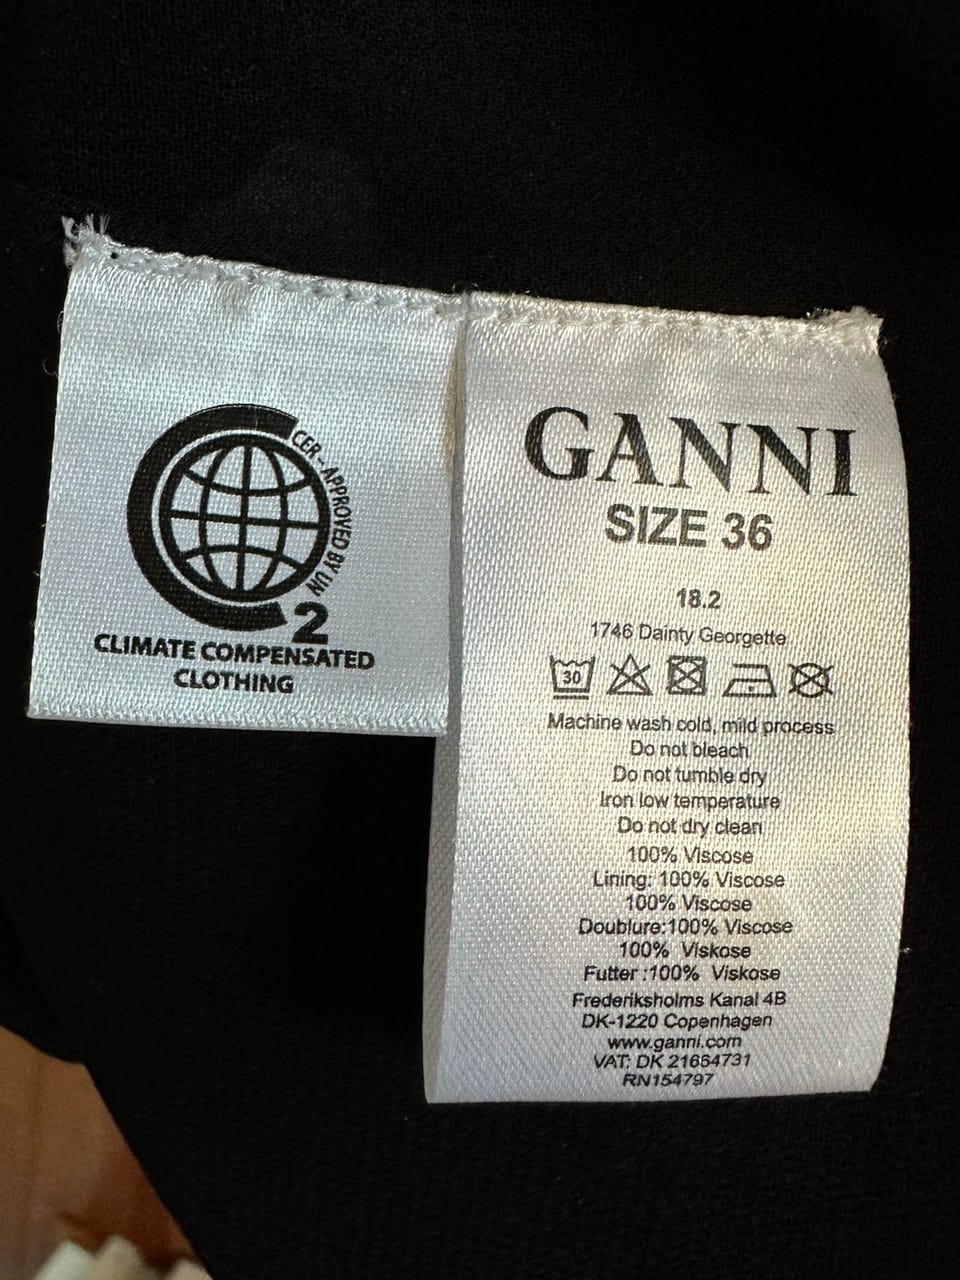 CER - APPROVED BY UN
2
CLIMATE COMPENSATED
CLOTHING
GANNI
SIZE 36
18.2
1746 Dainty Georgette
30
Machine wash cold, mild process
Do not bleach
Do not tumble dry
Iron low temperature
Do not dry clean
100% Viscose
Lining: 100% Viscose
100% Viscose
Doublure:100% Viscose
100% Viskose
Futter :100% Viskose
Frederiksholms Kanal 4B
DK-1220 Copenhagen
www.ganni.com
VAT: DK 21664731
RN154797